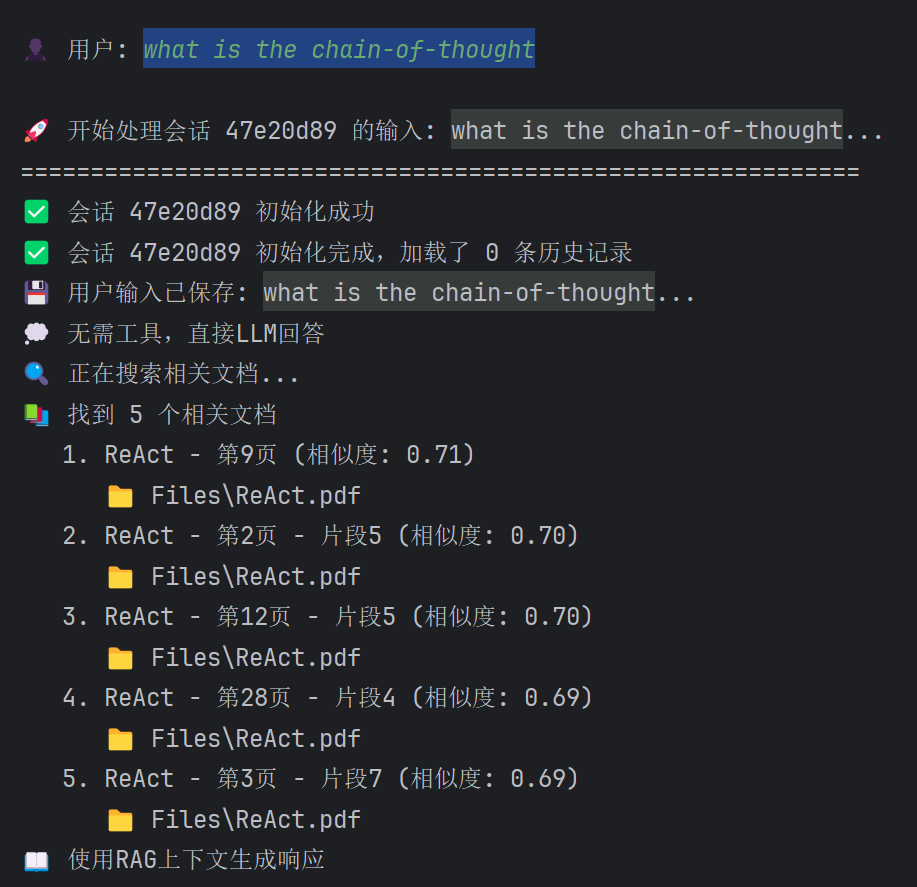 用户: what is the chain-of-thought
开始处理会话 47e20d89 的输入: what is the chain-of-thought...
============================================================
会话 47e20d89 初始化成功
会话 47e20d89 初始化完成，加载了 0 条历史记录
用户输入已保存: what is the chain-of-thought...
无需工具，直接LLM回答
正在搜索相关文档...
找到 5 个相关文档
1. ReAct - 第9页 (相似度: 0.71)
Files\ReAct.pdf
2. ReAct - 第2页 - 片段5 (相似度: 0.70)
Files\ReAct.pdf
3. ReAct - 第12页 - 片段5 (相似度: 0.70)
Files\ReAct.pdf
4. ReAct - 第28页 - 片段4 (相似度: 0.69)
Files\ReAct.pdf
5. ReAct - 第3页 - 片段7 (相似度: 0.69)
Files\ReAct.pdf
使用RAG上下文生成响应